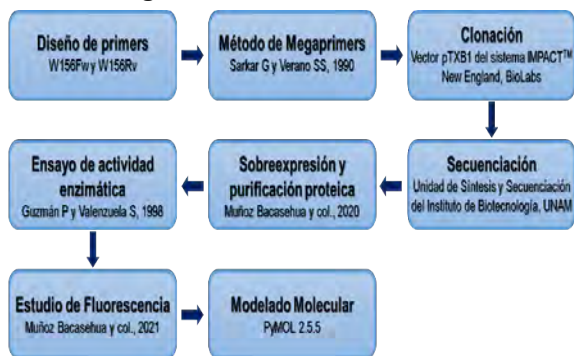 Diseño de primers
W156Fw y W156Rv
Método de Megaprimers
Sarkar G y Verano SS, 1990
Clonación
Vector pTXB1 del sistema IMPACT™
New England, BioLabs
Secuenciación
Unidad de Síntesis y Secuenciación
del Instituto de Biotecnología, UNAM
Sobreexpresión y
purificación proteica
Muñoz Bacasehua y col., 2020
Ensayo de actividad
enzimática
Guzmán P y Valenzuela S, 1998
Estudio de Fluorescencia
Muñoz Bacasehua y col., 2021
Modelado Molecular
PyMOL 2.5.5